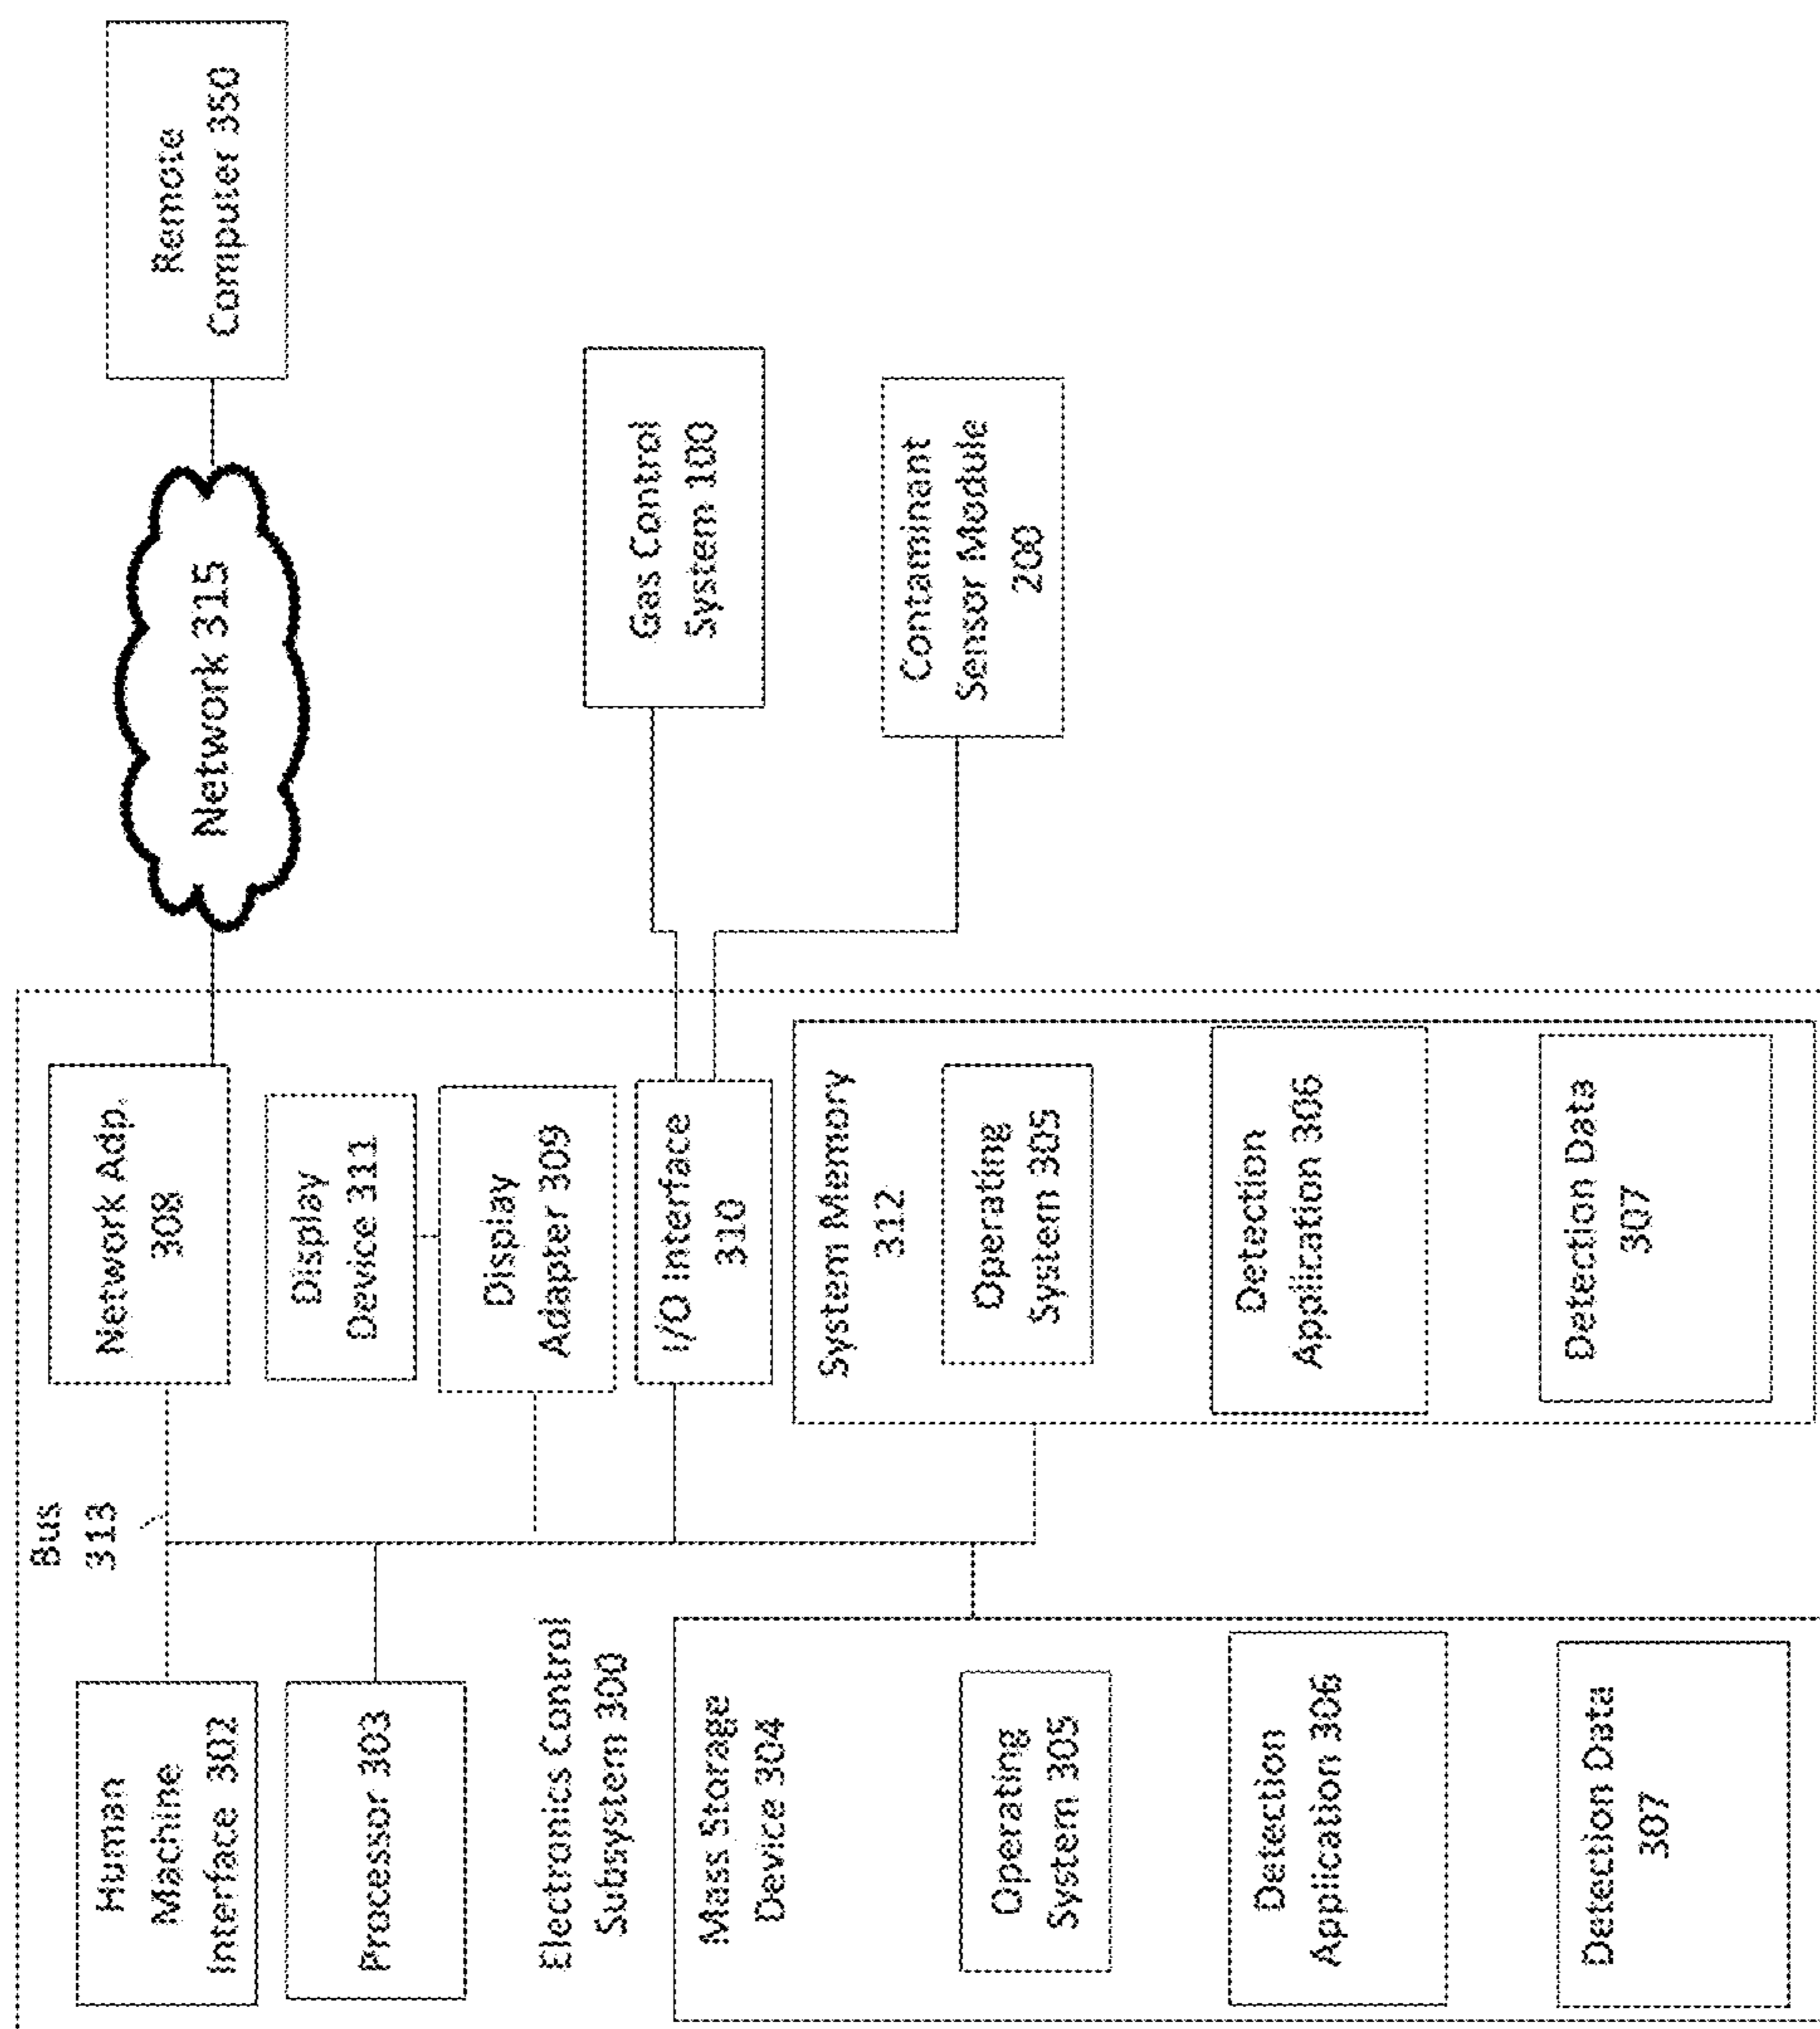 Bus
313
Human
Machine
Interface 302
Processor 303
Electronics Control
Subsystem 300
Mass Storage
Device 304
Operating
System 305
Detection
Application 306
Detection Data
307
Network Adp.
308
Display
Device 311
Display
Adapter 309
I/O Interface
310
System Memory
312
Operating
System 305
Detection
Application 306
Detection Data
307
Network 315
Remote
Computer 350
Gas Control
System 100
Contaminant
Sensor Module
200